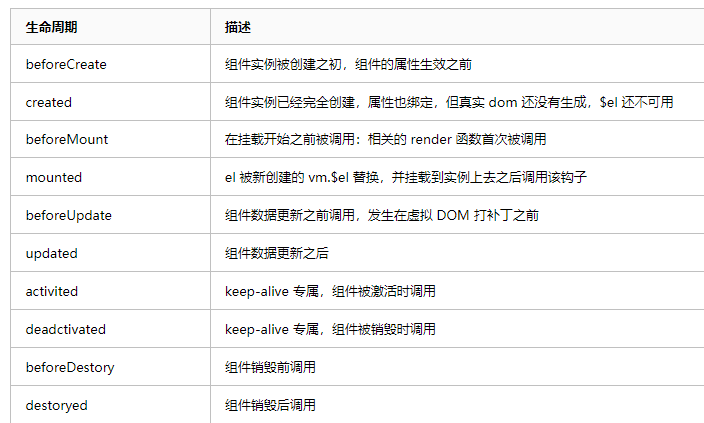 生命周期 描述
beforeCreate 组件实例被创建之初，组件的属性生效之前
created 组件实例已经完全创建，属性也绑定，但真实 dom 还没有生成，$el 还不可用
beforeMount 在挂载开始之前被调用：相关的 render 函数首次被调用
mounted el 被新创建的 vm.$el 替换，并挂载到实例上去之后调用该钩子
beforeUpdate 组件数据更新之前调用，发生在虚拟 DOM 打补丁之前
updated 组件数据更新之后
activited keep-alive 专属，组件被激活时调用
deadctivated keep-alive 专属，组件被销毁时调用
beforeDestory 组件销毁前调用
destoryed 组件销毁后调用